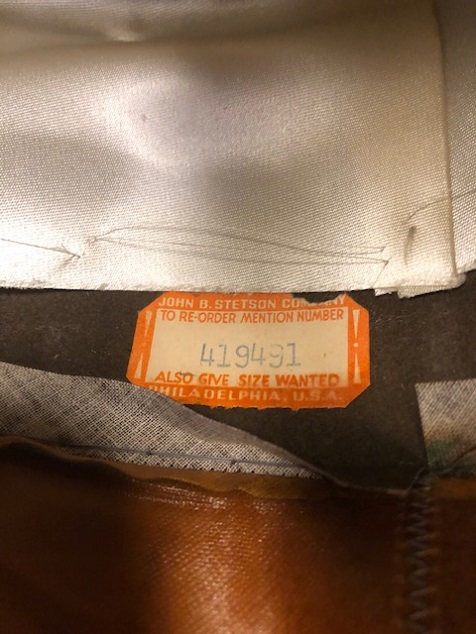 JOHN B. STETSON COMPANY
TO RE-ORDER MENTION NUMBER
419491
ALSO GIVE SIZE WANTED
PHILADELPHIA, U.S.A.